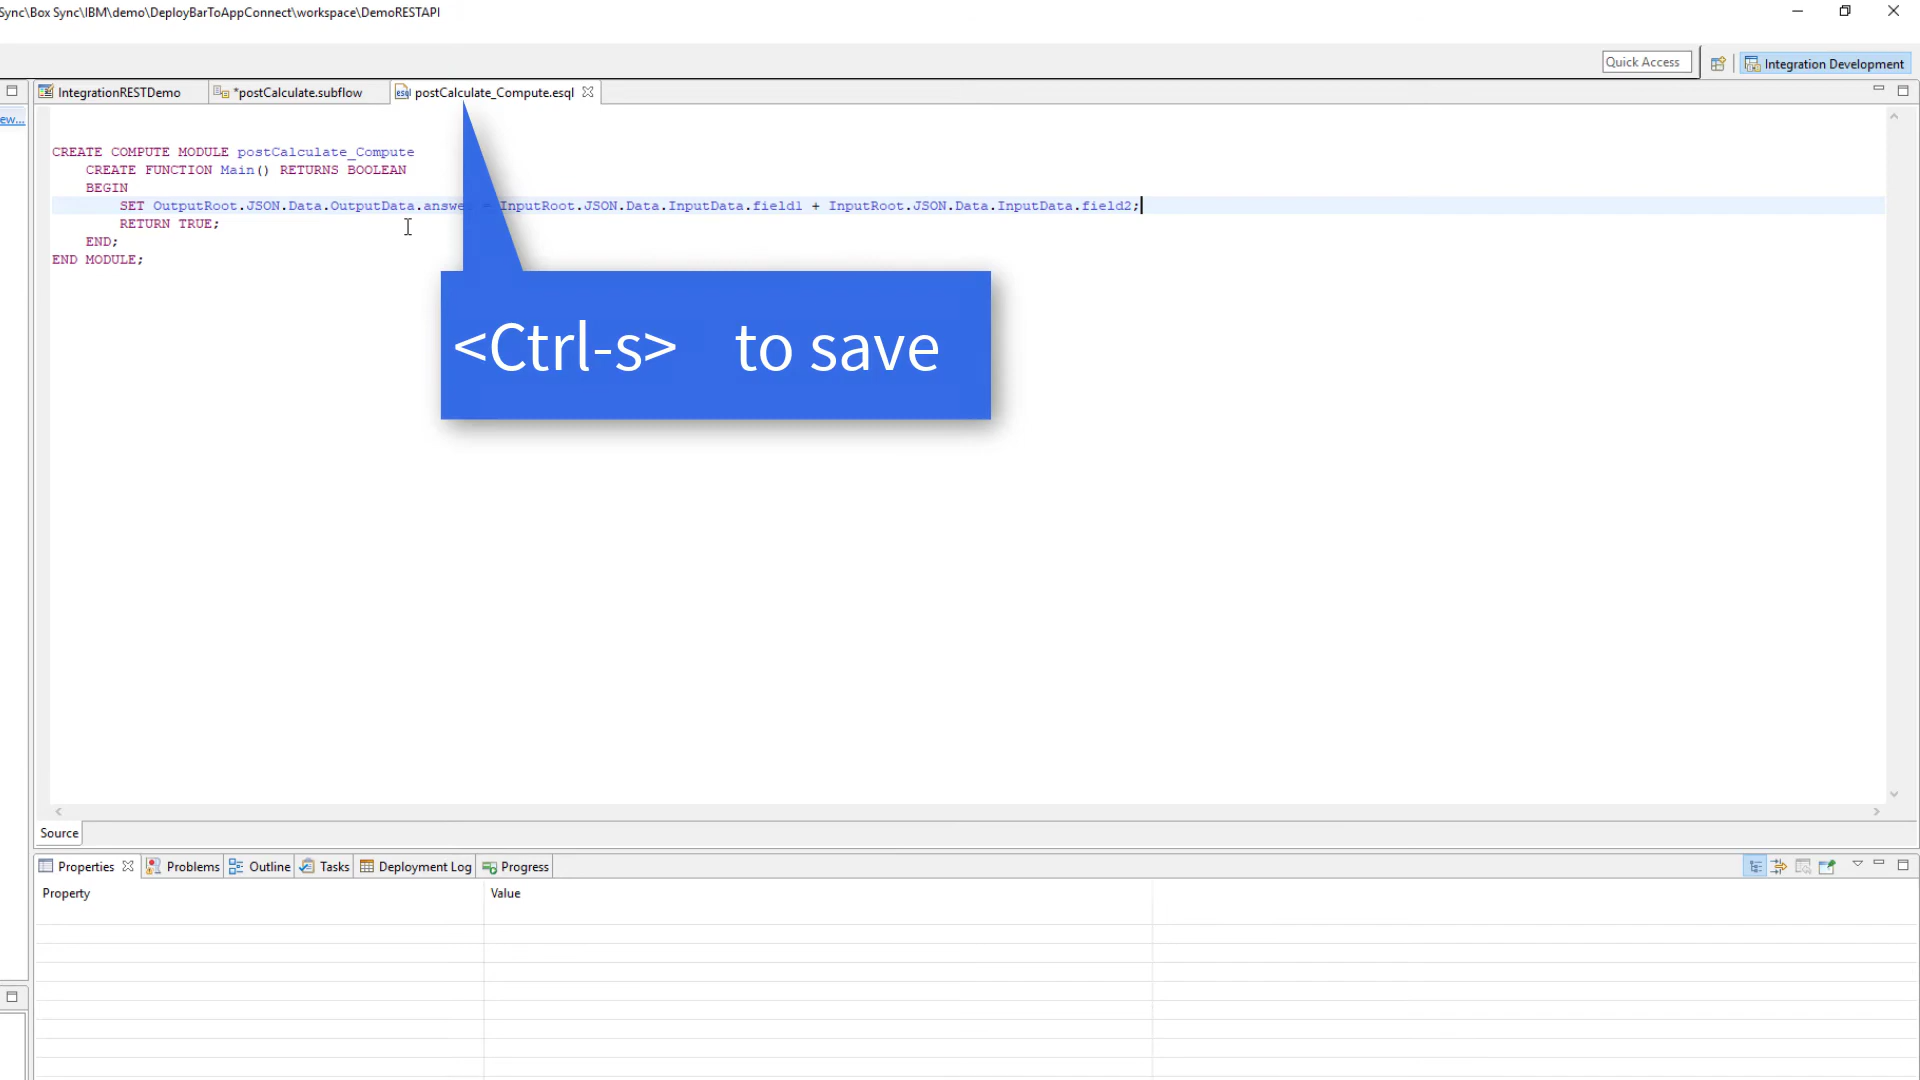 Sync\Box Sync\IBM\demo\DeployBarToAppConnect\workspace\DemoRESTAPI
Quick Access
Integration Development
IntegrationRESTDemo
*postCalculate.subflow
postCalculate_Compute.esql
ew...
CREATE COMPUTE MODULE postCalculate_Compute
CREATE FUNCTION Main() RETURNS BOOLEAN
BEGIN
SET OutputRoot.JSON.Data.OutputData.answe = InputRoot.JSON.Data.InputData.field1 + InputRoot.JSON.Data.InputData.field2;
RETURN TRUE;
END;
END MODULE;
<Ctrl-s> to save
Source
Properties
Problems
Outline
Tasks
Deployment Log
Progress
Property
Value